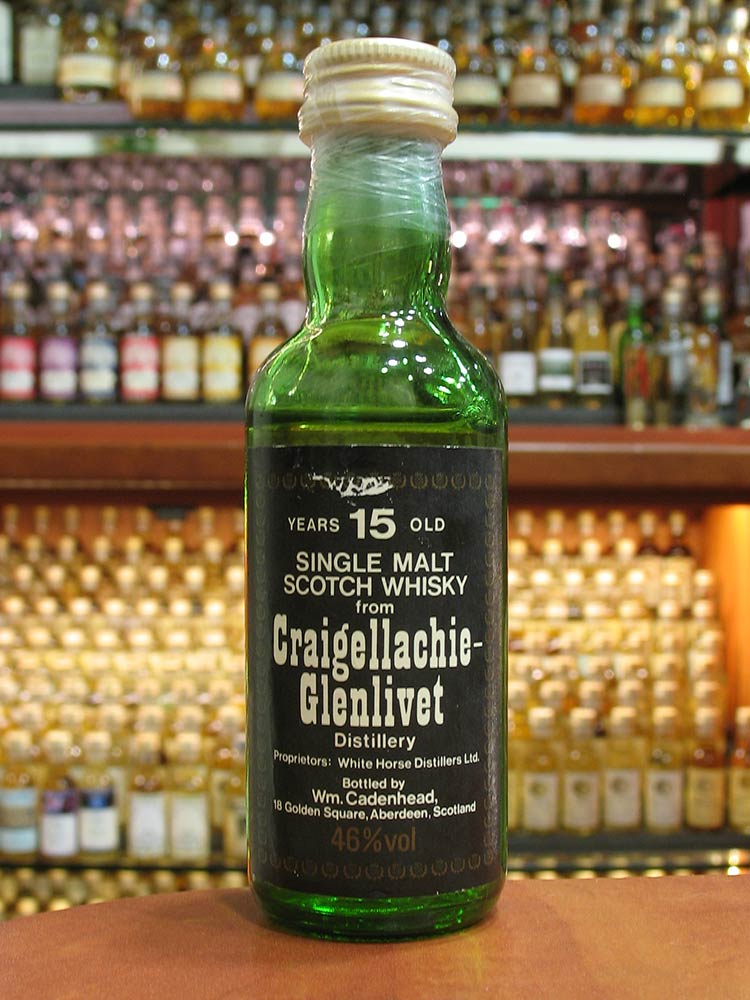 YEARS 15 OLD
SINGLE MALT
SCOTCH WHISKY
from
Craigellachie-
Glenlivet
Distillery
Proprietors: White Horse Distillers Ltd.
Bottled by
Wm. Cadenhead,
18 Golden Square, Aberdeen, Scotland
46%vol